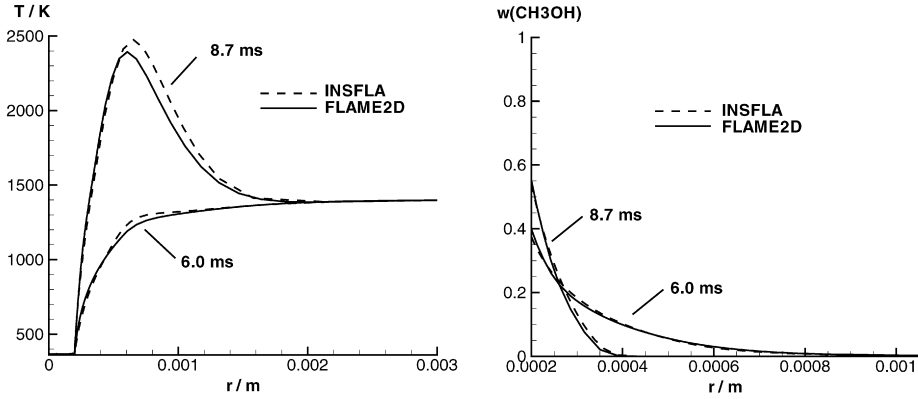 T / K
2500
2000
1500
1000
500
0
0.001
0.002
0.003
r / m
8.7 ms
INSFLA
FLAME2D
6.0 ms
w(CH3OH)
1
0.8
0.6
0.4
0.2
0
0.0002
0.0004
0.0006
0.0008
0.001
r / m
INSFLA
FLAME2D
8.7 ms
6.0 ms